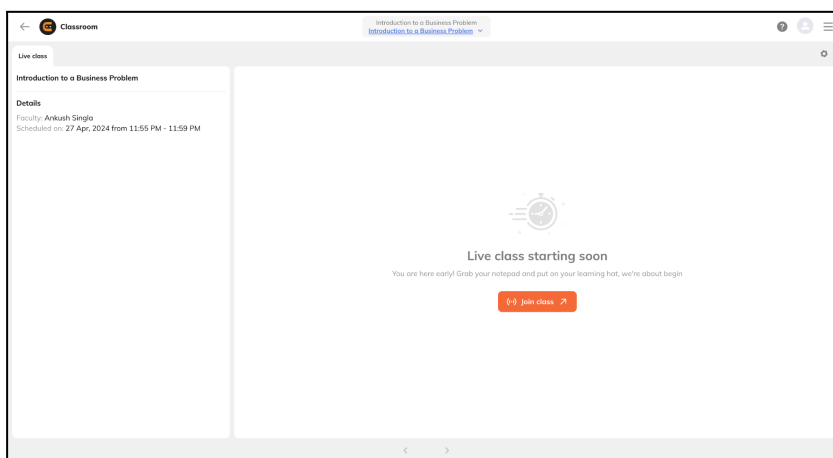 Classroom
Introduction to a Business Problem
Introduction to a Business Problem
Live class
Introduction to a Business Problem
Details
Faculty: Ankush Singla
Scheduled on: 27 Apr, 2024 from 11:55 PM - 11:59 PM
Live class starting soon
You are here early! Grab your notepad and put on your learning hat, we're about begin
Join class